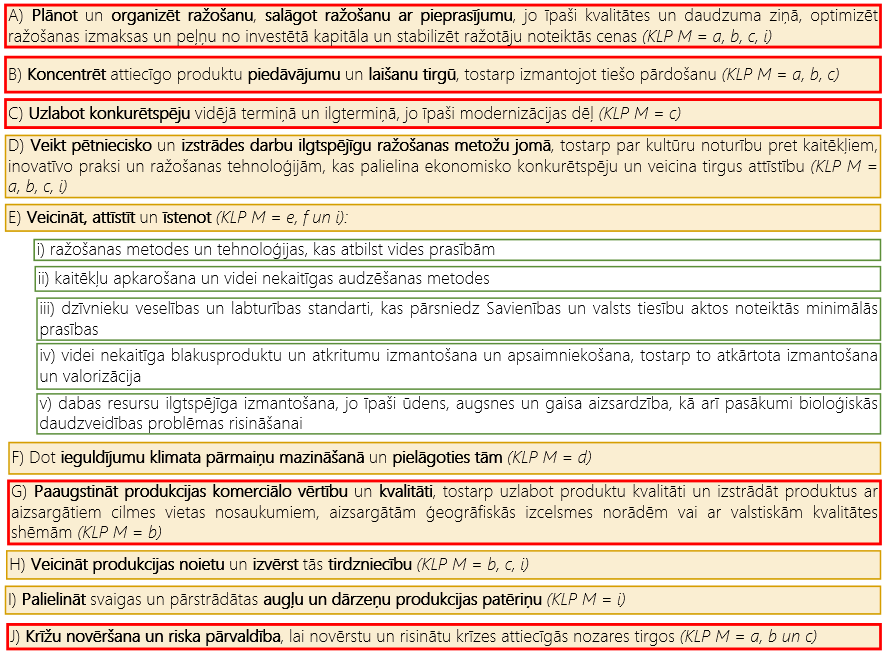 A) Plānot un organizēt ražošanu, salāgot ražošanu ar pieprasījumu, jo īpaši kvalitātes un daudzuma ziņā, optimizēt
ražošanas izmaksas un peļņu no investētā kapitāla un stabilizēt ražotāju noteiktās cenas (KLP M = a, b, c, i)
B) Koncentrēt attiecīgo produktu piedāvājumu un laišanu tirgū, tostarp izmantojot tiešo pārdošanu (KLP M = a, b, c)
C) Uzlabot konkurētspēju vidējā termiņā un ilgtermiņā, jo īpaši modernizācijas dēļ (KLP M = c)
D) Veikt pētniecisko un izstrādes darbu ilgtspējīgu ražošanas metožu jomā, tostarp par kultūru noturību pret kaitēkļiem,
inovatīvo praksi un ražošanas tehnoloģijām, kas palielina ekonomisko konkurētspēju un veicina tirgus attīstību (KLP M =
a, b, c, i)
E) Veicināt, attīstīt un īstenot (KLP M = e, f un i):
i) ražošanas metodes un tehnoloģijas, kas atbilst vides prasībām
ii) kaitēkļu apkarošana un videi nekaitīgas audzēšanas metodes
iii) dzīvnieku veselības un labturības standarti, kas pārsniedz Savienības un valsts tiesību aktos noteiktās minimālās
prasības
iv) videi nekaitīga blakusproduktu un atkritumu izmantošana un apsaimniekošana, tostarp to atkārtota izmantošana
un valorizācija
v) dabas resursu ilgtspējīga izmantošana, jo īpaši ūdens, augsnes un gaisa aizsardzība, kā arī pasākumi bioloģiskās
daudzveidības problēmas risināšanai
F) Dot ieguldījumu klimata pārmaiņu mazināšanā un pielāgoties tām (KLP M = d)
G) Paaugstināt produkcijas komerciālo vērtību un kvalitāti, tostarp uzlabot produktu kvalitāti un izstrādāt produktus ar
aizsargātiem cilmes vietas nosaukumiem, aizsargātām ģeogrāfiskās izcelsmes norādēm vai ar valstiskām kvalitātes
shēmām (KLP M = b)
H) Veicināt produkcijas noietu un izvērst tās tirdzniecību (KLP M = b, c, i)
I) Palielināt svaigas un pārstrādātas augļu un dārzeņu produkcijas patēriņu (KLP M = i)
J) Krīžu novēršana un riska pārvaldība, lai novērstu un risinātu krīzes attiecīgās nozares tirgos (KLP M = a, b un c)